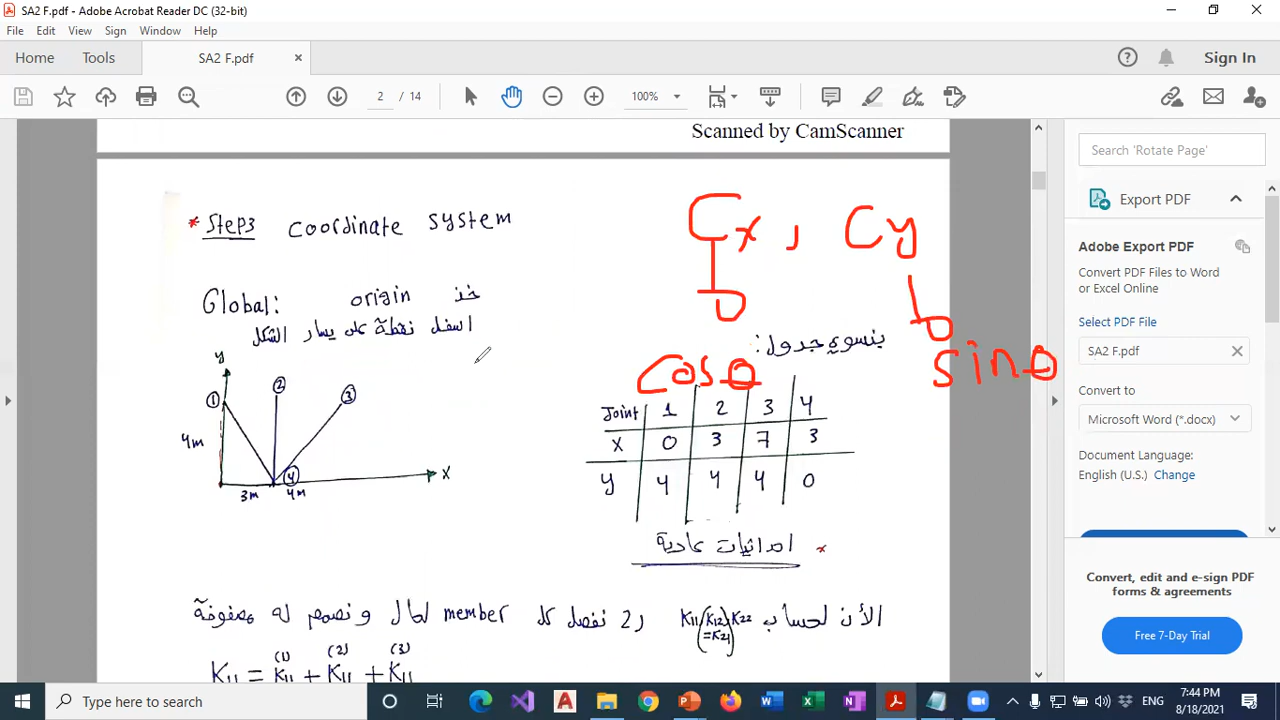 SA2 F.pdf - Adobe Acrobat Reader DC (32-bit)
File Edit View Sign Window Help
Home Tools SA2 F.pdf ×
Sign In
2 / 14 100%
Scanned by CamScanner
Search 'Rotate Page'
Export PDF
Adobe Export PDF
Convert PDF Files to Word or Excel Online
Select PDF File
SA2 F.pdf
Convert to
Microsoft Word (*.docx)
Document Language:
English (U.S.) Change
Convert, edit and e-sign PDF forms & agreements
Free 7-Day Trial
* Step3 coordinate system
Cx , Cy
Cosθ
sinθ
Global: origin خذ
اسفل نقطة على يسار الشكل
بنسوي جدول:
y
1 2 3
4m
4
x
3m 4m
Joint 1 2 3 4
X 0 3 7 3
y 4 4 4 0
* احداثيات عادية
الأن لحساب K11 (K12) K22
(=K21)
نفصل كل member لحال و نصمم له مصفوفة
K11 = K11 (1) + K11 (2) + K11 (3)
Type here to search
ENG
7:44 PM
8/18/2021